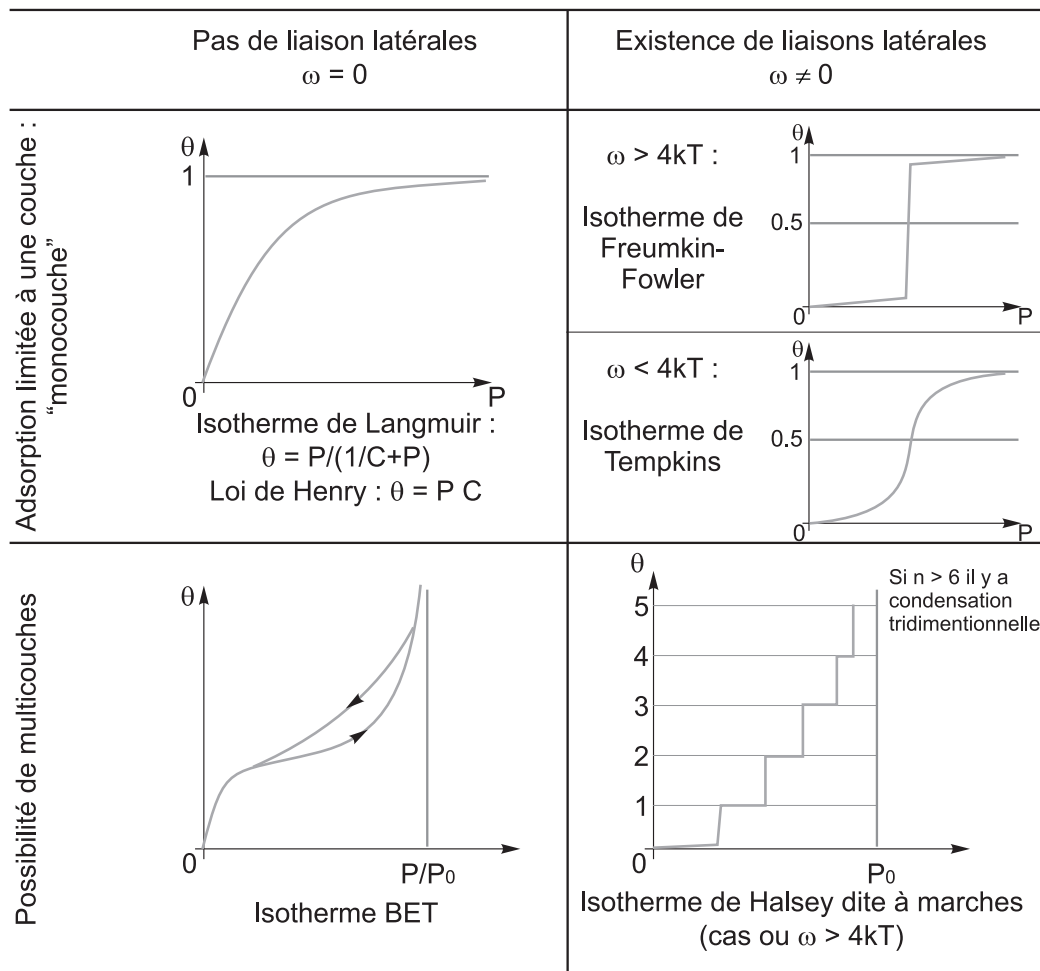 Pas de liaison latérales
ω = 0
Existence de liaisons latérales
ω ≠ 0
Adsorption limitée à une couche :
“monocouche”
θ
1
0
P
Isotherme de Langmuir :
θ = P/(1/C+P)
Loi de Henry : θ = P C
ω > 4kT :
Isotherme de
Freumkin-
Fowler
θ
1
0.5
0
P
ω < 4kT :
Isotherme de
Tempkins
θ
1
0.5
0
P
Possibilité de multicouches
θ
0
P/P0
Isotherme BET
θ
5
4
3
2
1
0
P0
Si n > 6 il y a
condensation
tridimentionnelle
Isotherme de Halsey dite à marches
(cas ou ω > 4kT)